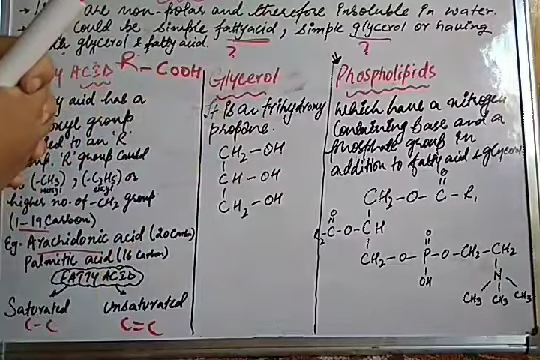 are non-polar and therefore insoluble in water.
Could be simple fatty acid, simple glycerol or having
glycerol & fatty acid.
? ?
ACID R-COOH
acid has a
group
to an 'R'
'R' group could
(-CH3), (-C2H5) or
higher no. of -CH2 group
(1-19 Carbon)
Eg- Arachidonic acid (20 Carbon)
Palmitic acid (16 Carbon)
FATTY ACID
Saturated Unsaturated
C-C C=C
Glycerol
It is a trihydroxy
propane.
CH2-OH
CH-OH
CH2-OH
Phospholipids
Which have a nitrogen
Containing base and a
phosphate group in
addition to fatty acid & glycerol
O
CH2-O-C-R1
O
C-O-CH
O
CH2-O-P-O-CH2-CH2
OH
N
CH3 CH3 CH3